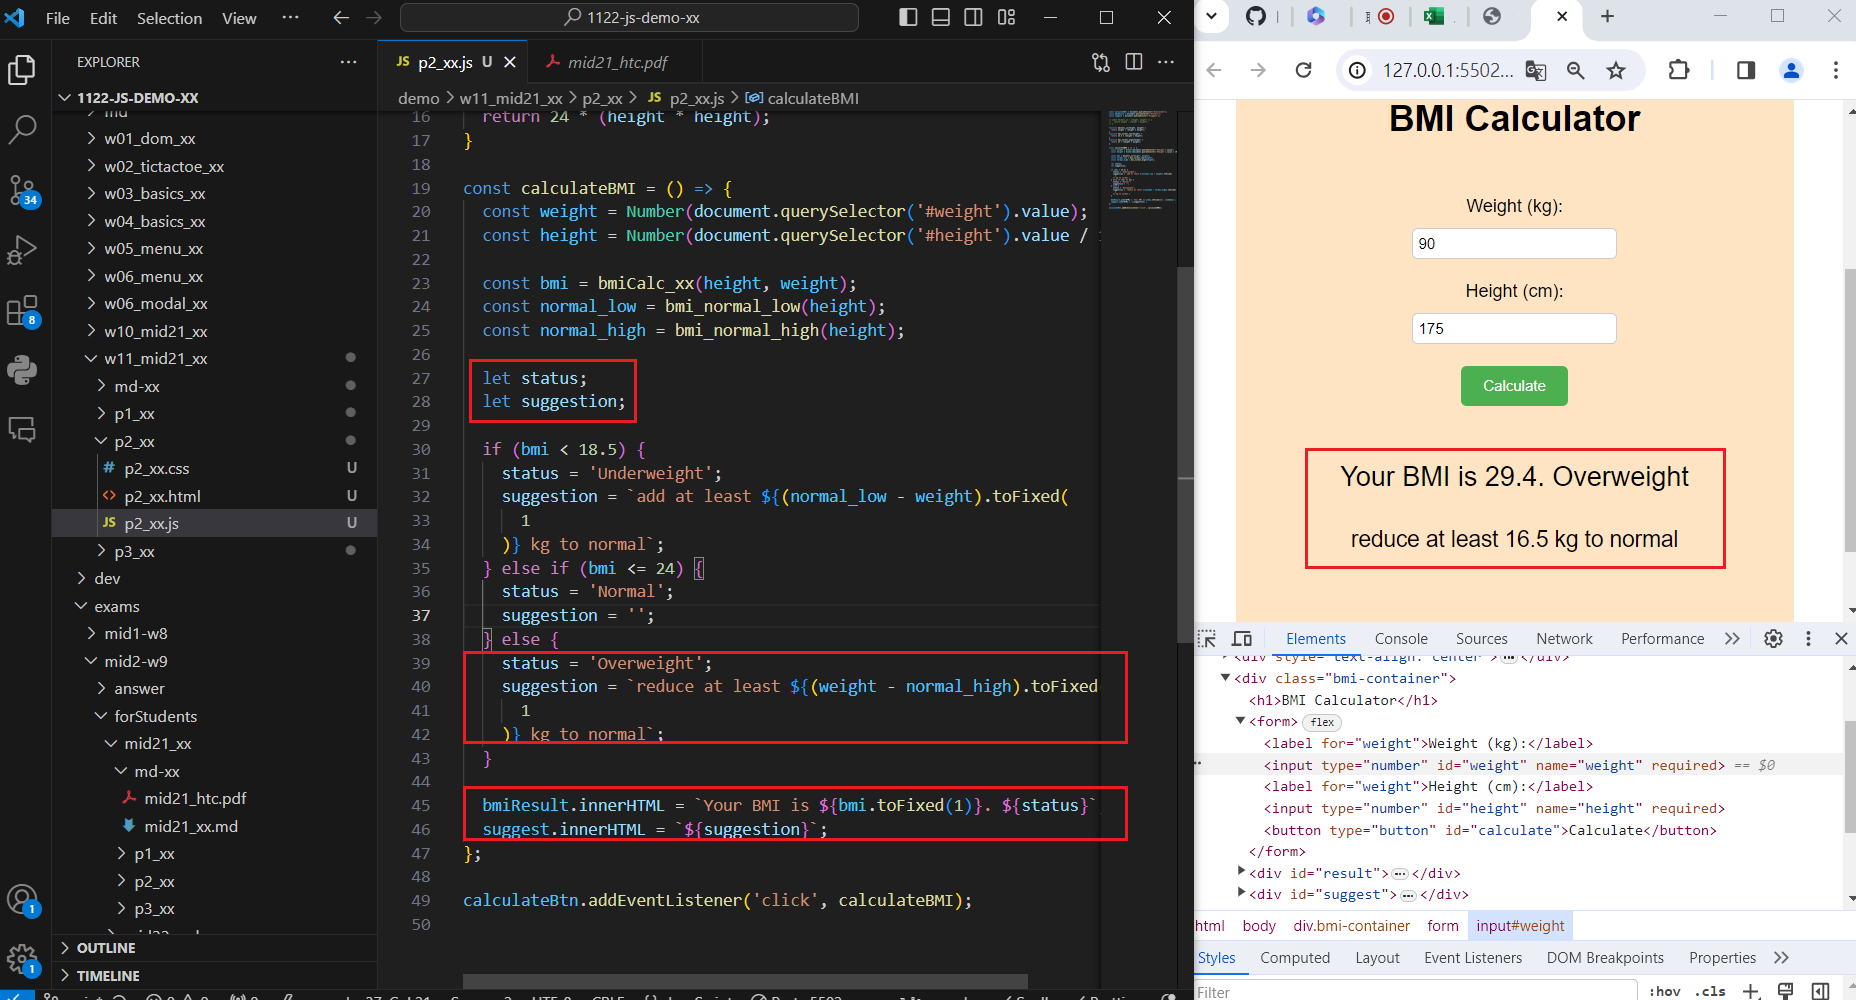 File Edit Selection View ··· 1122-js-demo-xx
EXPLORER ···
1122-JS-DEMO-XX
w01_dom_xx
w02_tictactoe_xx
w03_basics_xx
w04_basics_xx
w05_menu_xx
w06_menu_xx
w06_modal_xx
w10_mid21_xx
w11_mid21_xx
md-xx
p1_xx
p2_xx
# p2_xx.css U
<> p2_xx.html U
JS p2_xx.js U
p3_xx
dev
exams
mid1-w8
mid2-w9
answer
forStudents
mid21_xx
md-xx
mid21_htc.pdf
mid21_xx.md
p1_xx
p2_xx
p3_xx
OUTLINE
TIMELINE
34
8
1
1
JS p2_xx.js U mid21_htc.pdf
demo > w11_mid21_xx > p2_xx > JS p2_xx.js > calculateBMI
16 return 24 * (height * height);
17 }
18
19 const calculateBMI = () => {
20 const weight = Number(document.querySelector('#weight').value);
21 const height = Number(document.querySelector('#height').value /
22
23 const bmi = bmiCalc_xx(height, weight);
24 const normal_low = bmi_normal_low(height);
25 const normal_high = bmi_normal_high(height);
26
27 let status;
28 let suggestion;
29
30 if (bmi < 18.5) {
31 status = 'Underweight';
32 suggestion = `add at least ${(normal_low - weight).toFixed(
33 1
34 )} kg to normal`;
35 } else if (bmi <= 24) {
36 status = 'Normal';
37 suggestion = '';
38 } else {
39 status = 'Overweight';
40 suggestion = `reduce at least ${(weight - normal_high).toFixed(
41 1
42 )} kg to normal`;
43 }
44
45 bmiResult.innerHTML = `Your BMI is ${bmi.toFixed(1)}. ${status}`
46 suggest.innerHTML = `${suggestion}`;
47 };
48
49 calculateBtn.addEventListener('click', calculateBMI);
50
127.0.0.1:5502...
BMI Calculator
Weight (kg):
90
Height (cm):
175
Calculate
Your BMI is 29.4. Overweight
reduce at least 16.5 kg to normal
Elements Console Sources Network Performance
<div style="text-align: center">···</div>
<div class="bmi-container">
<h1>BMI Calculator</h1>
<form> flex
<label for="weight">Weight (kg):</label>
<input type="number" id="weight" name="weight" required> == $0
<label for="weight">Height (cm):</label>
<input type="number" id="height" name="height" required>
<button type="button" id="calculate">Calculate</button>
</form>
<div id="result">···</div>
<div id="suggest">···</div>
html body div.bmi-container form input#weight
Styles Computed Layout Event Listeners DOM Breakpoints Properties
Filter :hov .cls